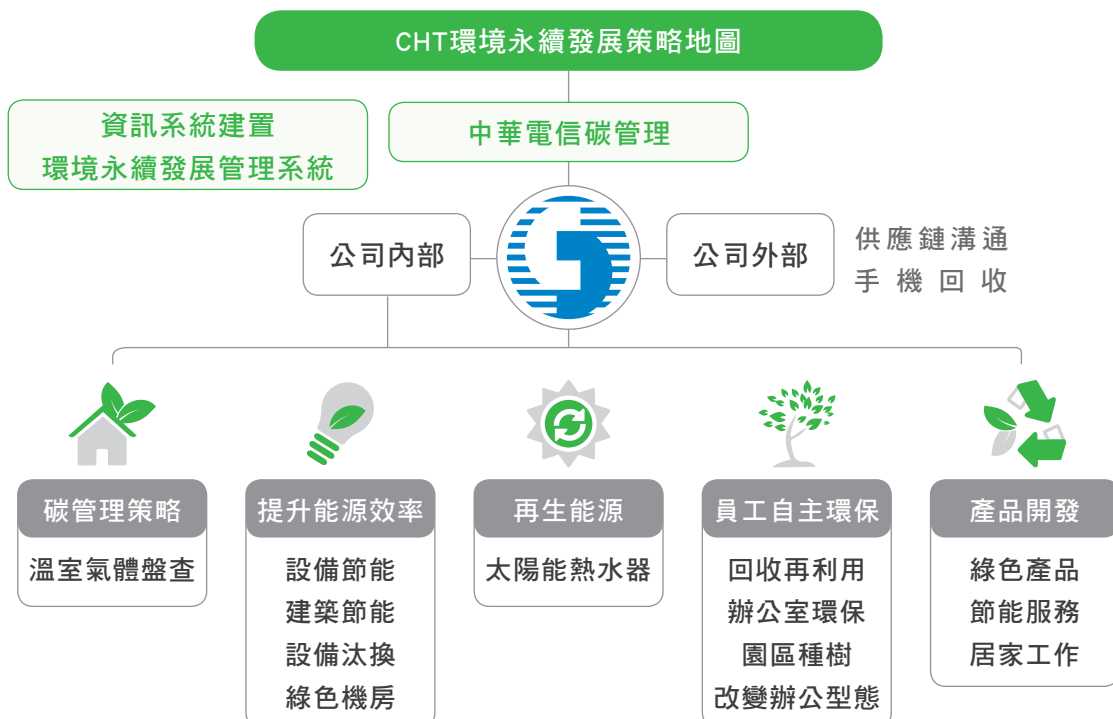 CHT環境永續發展策略地圖
資訊系統建置
環境永續發展管理系統
中華電信碳管理
公司內部
公司外部
供應鏈溝通
手機回收
碳管理策略
溫室氣體盤查
提升能源效率
設備節能
建築節能
設備汰換
綠色機房
再生能源
太陽能熱水器
員工自主環保
回收再利用
辦公室環保
園區種樹
改變辦公型態
產品開發
綠色產品
節能服務
居家工作